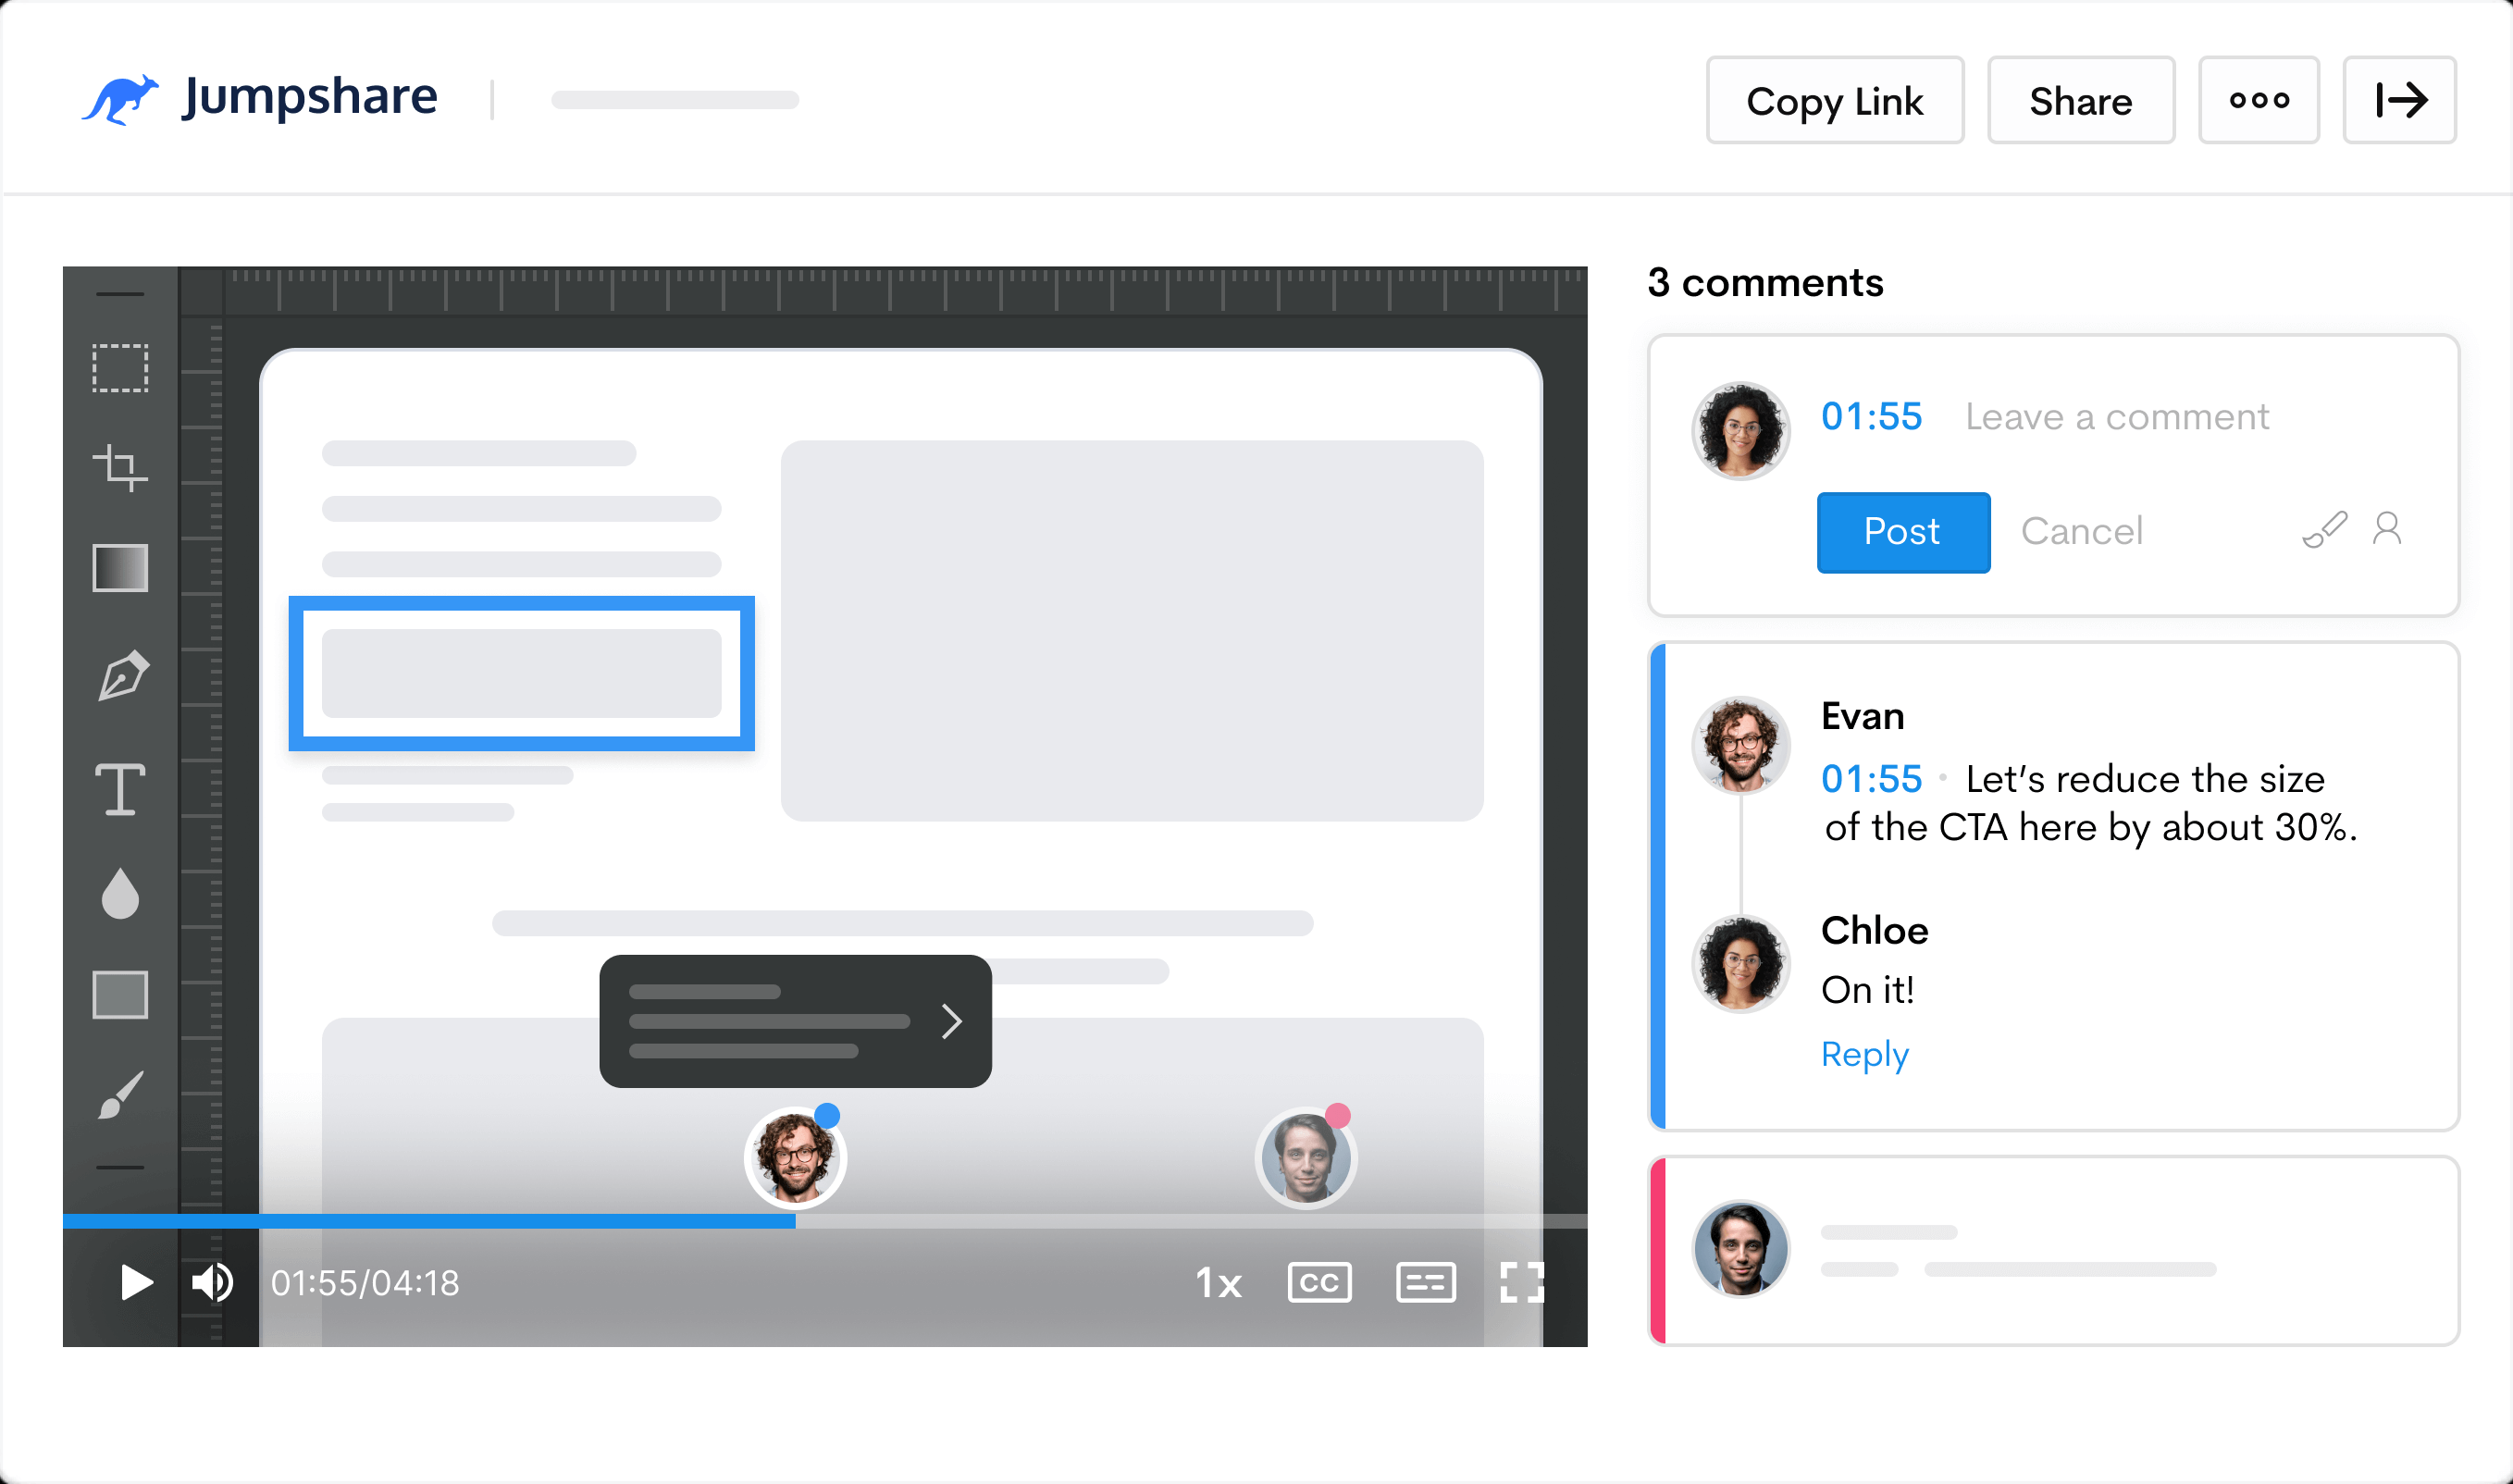 Jumpshare
Copy Link
Share
3 comments
01:55 Leave a comment
Post
Cancel
Evan
01:55 • Let’s reduce the size
of the CTA here by about 30%.
Chloe
On it!
Reply
01:55/04:18
1x
CC